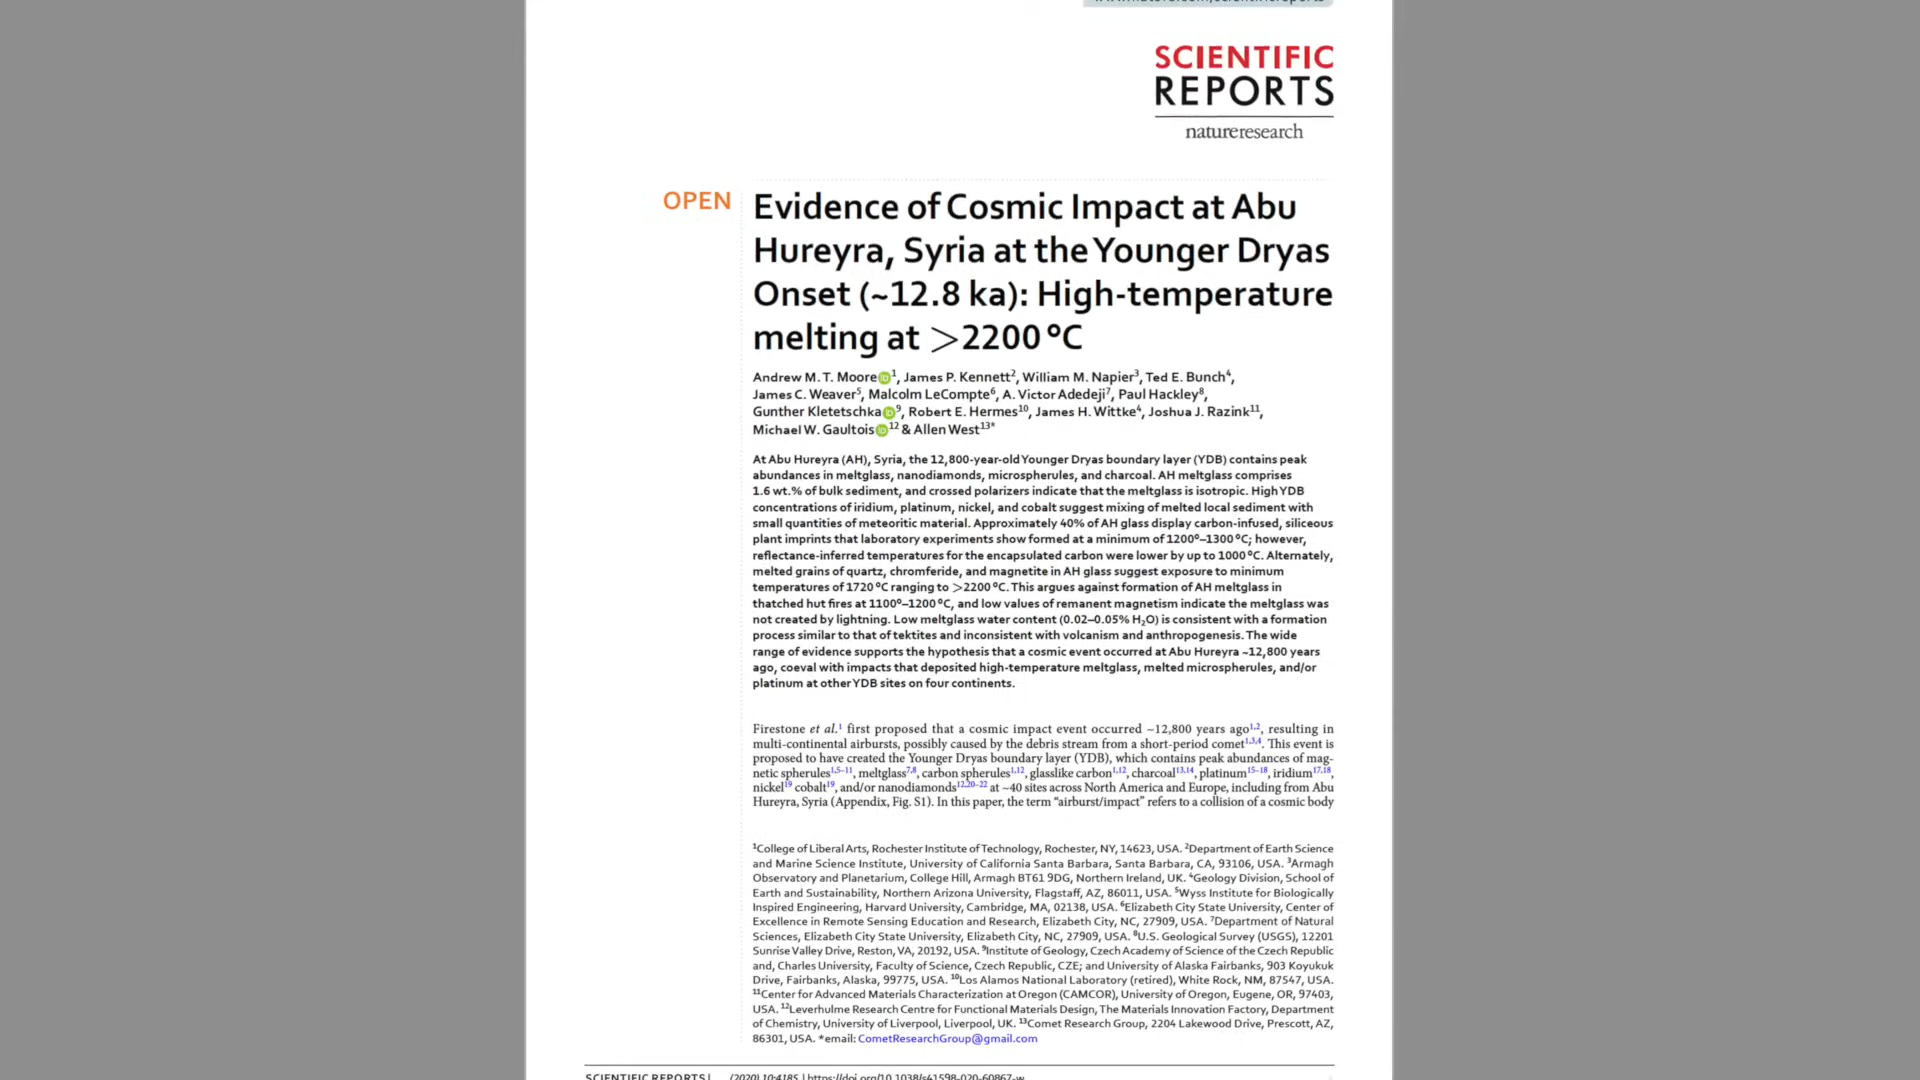 www.nature.com/scientificreports
SCIENTIFIC
REPORTS
natureresearch
OPEN
Evidence of Cosmic Impact at Abu
Hureyra, Syria at the Younger Dryas
Onset (~12.8 ka): High-temperature
melting at >2200 °C
Andrew M. T. Moore iD 1, James P. Kennett2, William M. Napier3, Ted E. Bunch4,
James C. Weaver5, Malcolm LeCompte6, A. Victor Adedeji7, Paul Hackley8,
Gunther Kletetschka iD 9, Robert E. Hermes10, James H. Wittke4, Joshua J. Razink11,
Michael W. Gaultois iD 12 & Allen West13*
At Abu Hureyra (AH), Syria, the 12,800-year-old Younger Dryas boundary layer (YDB) contains peak
abundances in meltglass, nanodiamonds, microspherules, and charcoal. AH meltglass comprises
1.6 wt.% of bulk sediment, and crossed polarizers indicate that the meltglass is isotropic. High YDB
concentrations of iridium, platinum, nickel, and cobalt suggest mixing of melted local sediment with
small quantities of meteoritic material. Approximately 40% of AH glass display carbon-infused, siliceous
plant imprints that laboratory experiments show formed at a minimum of 1200°–1300 °C; however,
reflectance-inferred temperatures for the encapsulated carbon were lower by up to 1000 °C. Alternately,
melted grains of quartz, chromferide, and magnetite in AH glass suggest exposure to minimum
temperatures of 1720 °C ranging to >2200 °C. This argues against formation of AH meltglass in
thatched hut fires at 1100°–1200 °C, and low values of remanent magnetism indicate the meltglass was
not created by lightning. Low meltglass water content (0.02–0.05% H2O) is consistent with a formation
process similar to that of tektites and inconsistent with volcanism and anthropogenesis. The wide
range of evidence supports the hypothesis that a cosmic event occurred at Abu Hureyra ~12,800 years
ago, coeval with impacts that deposited high-temperature meltglass, melted microspherules, and/or
platinum at other YDB sites on four continents.
Firestone et al.1 first proposed that a cosmic impact event occurred ~12,800 years ago1,2, resulting in
multi-continental airbursts, possibly caused by the debris stream from a short-period comet1,3,4. This event is
proposed to have created the Younger Dryas boundary layer (YDB), which contains peak abundances of mag-
netic spherules1,5–11, meltglass7,8, carbon spherules1,12, glasslike carbon1,12, charcoal13,14, platinum15–18, iridium17,18,
nickel19 cobalt19, and/or nanodiamonds12,20–22 at ~40 sites across North America and Europe, including from Abu
Hureyra, Syria (Appendix, Fig. S1). In this paper, the term “airburst/impact” refers to a collision of a cosmic body
1College of Liberal Arts, Rochester Institute of Technology, Rochester, NY, 14623, USA. 2Department of Earth Science
and Marine Science Institute, University of California Santa Barbara, Santa Barbara, CA, 93106, USA. 3Armagh
Observatory and Planetarium, College Hill, Armagh BT61 9DG, Northern Ireland, UK. 4Geology Division, School of
Earth and Sustainability, Northern Arizona University, Flagstaff, AZ, 86011, USA. 5Wyss Institute for Biologically
Inspired Engineering, Harvard University, Cambridge, MA, 02138, USA. 6Elizabeth City State University, Center of
Excellence in Remote Sensing Education and Research, Elizabeth City, NC, 27909, USA. 7Department of Natural
Sciences, Elizabeth City State University, Elizabeth City, NC, 27909, USA. 8U.S. Geological Survey (USGS), 12201
Sunrise Valley Drive, Reston, VA, 20192, USA. 9Institute of Geology, Czech Academy of Science of the Czech Republic
and, Charles University, Faculty of Science, Czech Republic, CZE; and University of Alaska Fairbanks, 903 Koyukuk
Drive, Fairbanks, Alaska, 99775, USA. 10Los Alamos National Laboratory (retired), White Rock, NM, 87547, USA.
11Center for Advanced Materials Characterization at Oregon (CAMCOR), University of Oregon, Eugene, OR, 97403,
USA. 12Leverhulme Research Centre for Functional Materials Design, The Materials Innovation Factory, Department
of Chemistry, University of Liverpool, Liverpool, UK. 13Comet Research Group, 2204 Lakewood Drive, Prescott, AZ,
86301, USA. *email: CometResearchGroup@gmail.com
SCIENTIFIC REPORTS | (2020) 10:4185 | https://doi.org/10.1038/s41598-020-60867-w